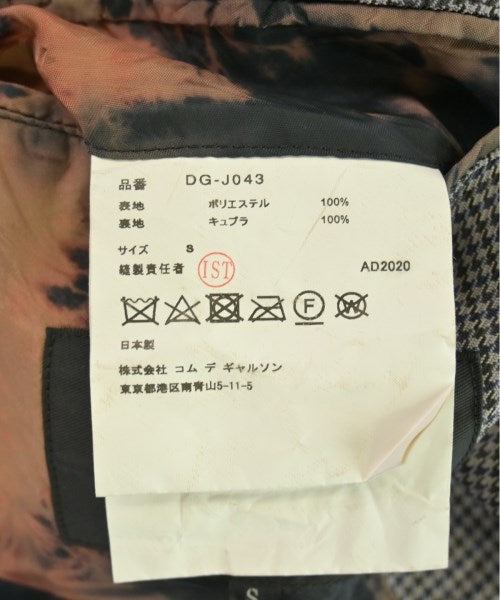 品番 DG-J043
表地 ポリエステル 100%
裏地 キュプラ 100%
サイズ S
縫製責任者 IST AD2020
F W
日本製
株式会社 コム デ ギャルソン
東京都港区南青山5-11-5
S